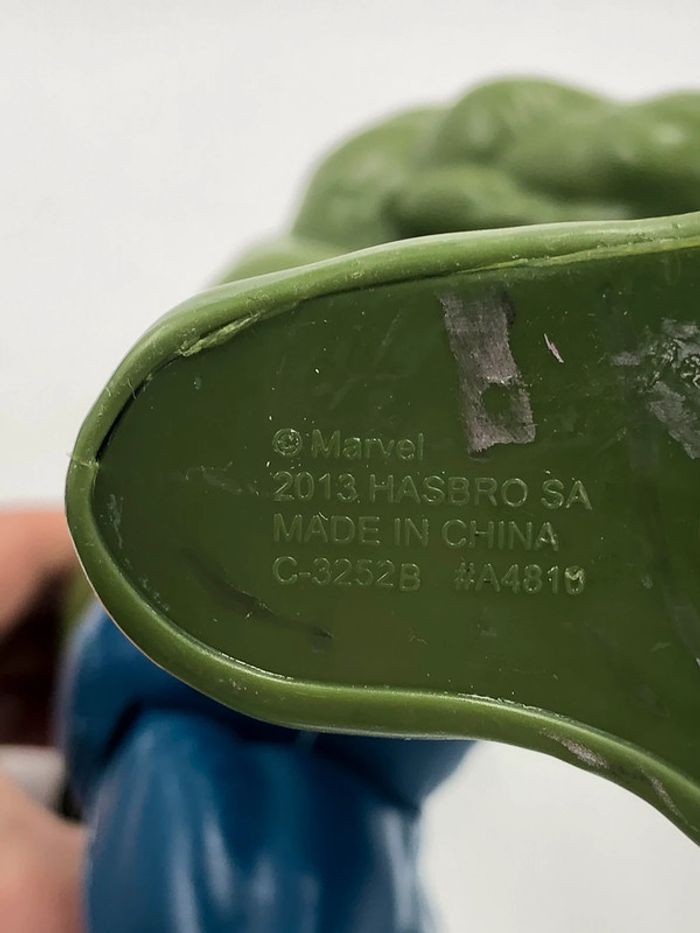 © Marvel
2013 HASBRO SA
MADE IN CHINA
C-3252B #A4810